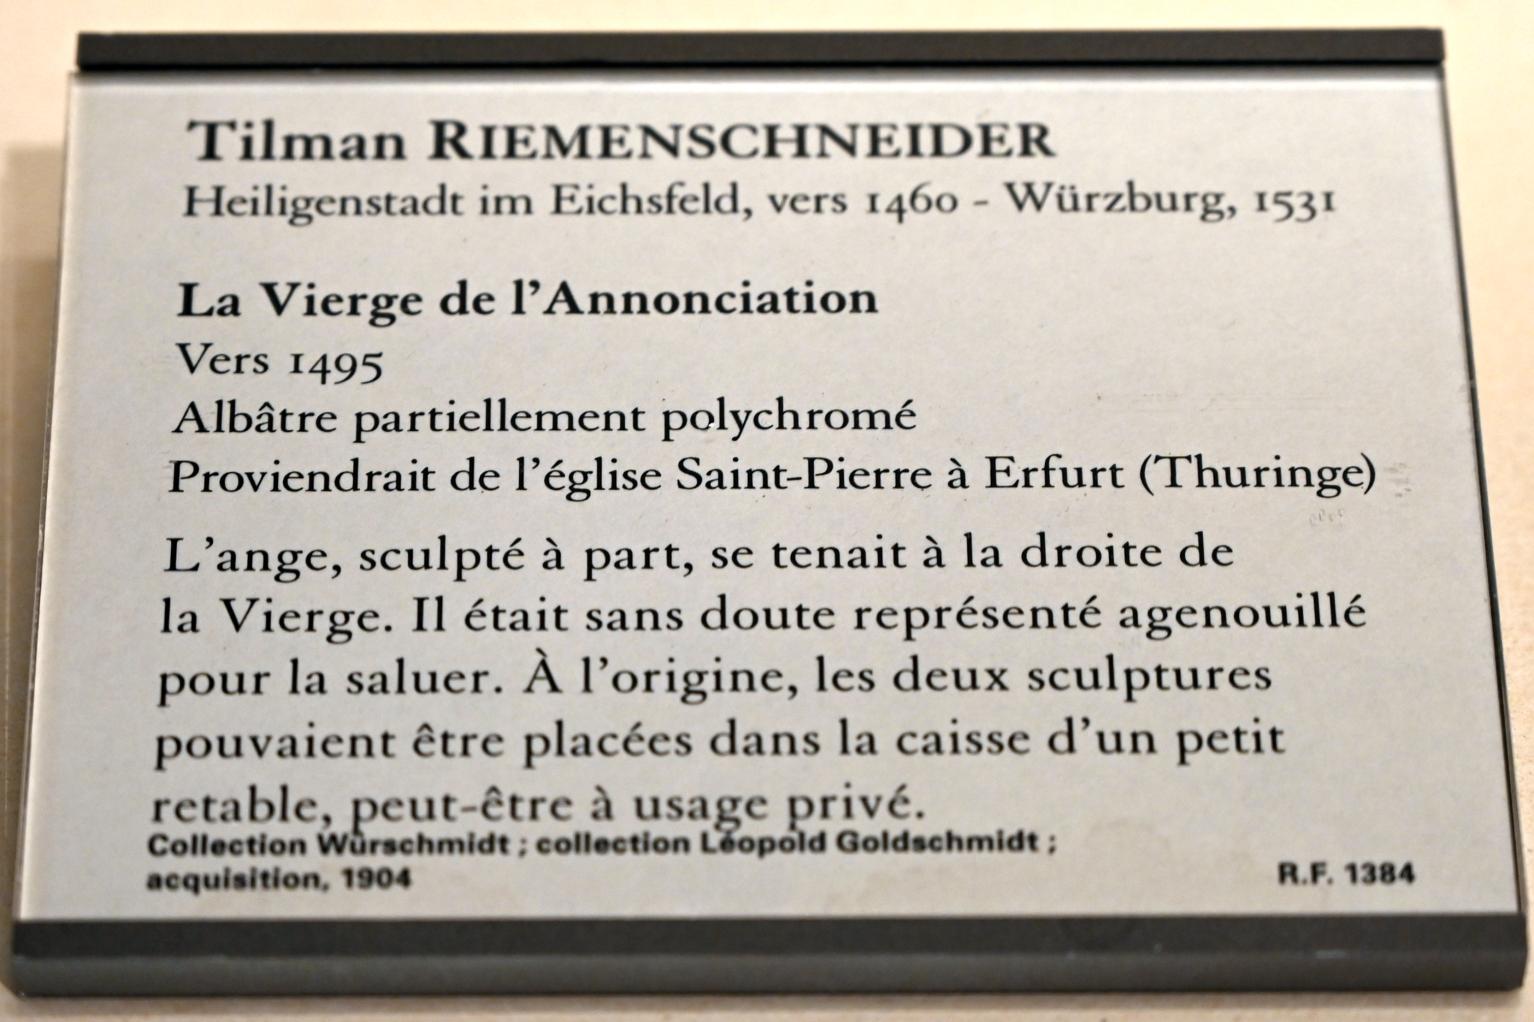 Tilman RIEMENSCHNEIDER
Heiligenstadt im Eichsfeld, vers 1460 - Würzburg, 1531
La Vierge de l’Annonciation
Vers 1495
Albâtre partiellement polychromé
Proviendrait de l’église Saint-Pierre à Erfurt (Thuringe)
L’ange, sculpté à part, se tenait à la droite de
la Vierge. Il était sans doute représenté agenouillé
pour la saluer. À l’origine, les deux sculptures
pouvaient être placées dans la caisse d’un petit
retable, peut-être à usage privé.
Collection Würschmidt ; collection Léopold Goldschmidt ;
acquisition, 1904 R.F. 1384